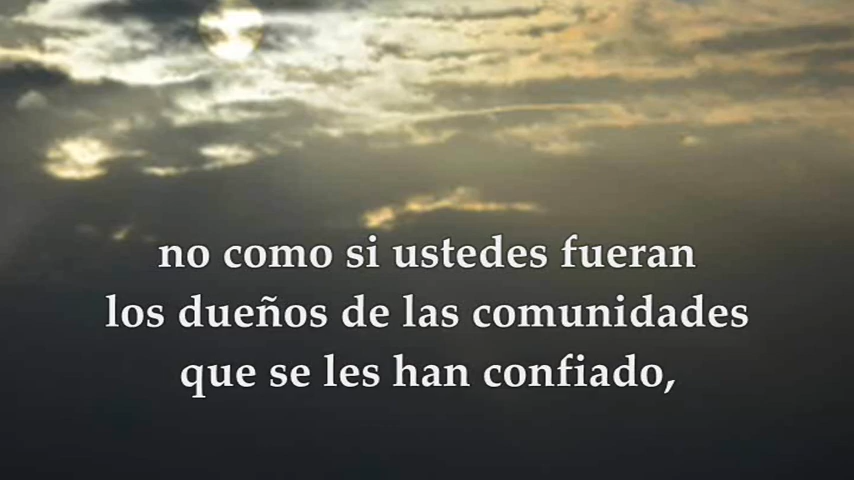 no como si ustedes fueran
los dueños de las comunidades
que se les han confiado,